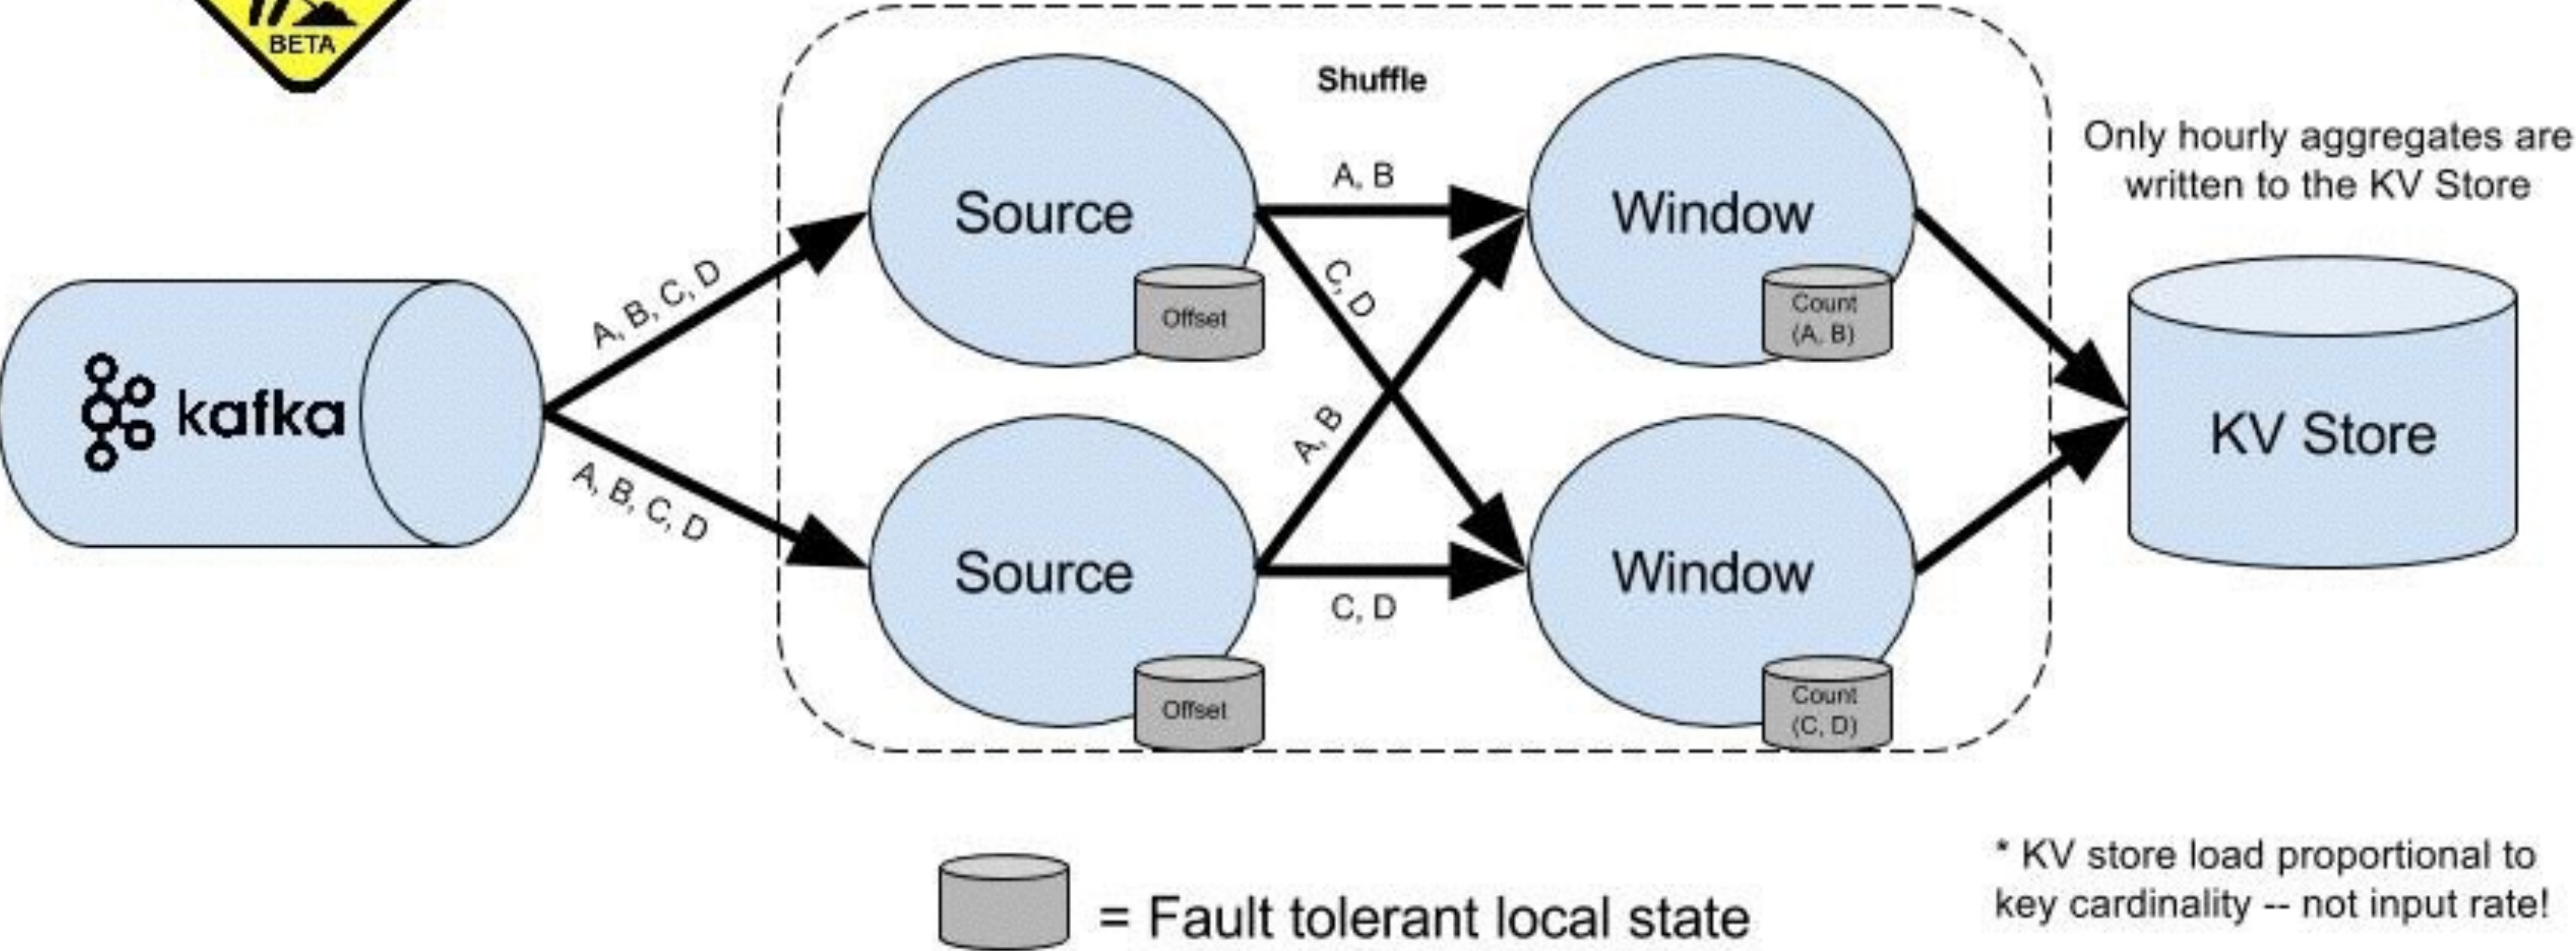 BETA
Shuffle
Only hourly aggregates are
written to the KV Store
A, B
Source
Window
A, B, C, D
C, D
Offset
Count
(A, B)
kafka
KV Store
A, B
A, B, C, D
Source
Window
C, D
Offset
Count
(C, D)
* KV store load proportional to
key cardinality -- not input rate!
= Fault tolerant local state